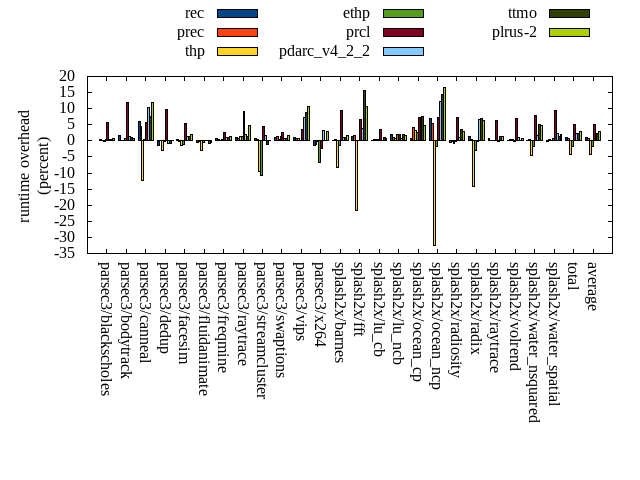 rec
prec
thp
ethp
prcl
pdarc_v4_2_2
ttmo
plrus-2
runtime overhead
(percent)
20
15
10
5
0
-5
-10
-15
-20
-25
-30
-35
parsec3/blackscholes
parsec3/bodytrack
parsec3/canneal
parsec3/dedup
parsec3/facesim
parsec3/fluidanimate
parsec3/freqmine
parsec3/raytrace
parsec3/streamcluster
parsec3/swaptions
parsec3/vips
parsec3/x264
splash2x/barnes
splash2x/fft
splash2x/lu_cb
splash2x/lu_ncb
splash2x/ocean_cp
splash2x/ocean_ncp
splash2x/radiosity
splash2x/radix
splash2x/raytrace
splash2x/volrend
splash2x/water_nsquared
splash2x/water_spatial
total
average